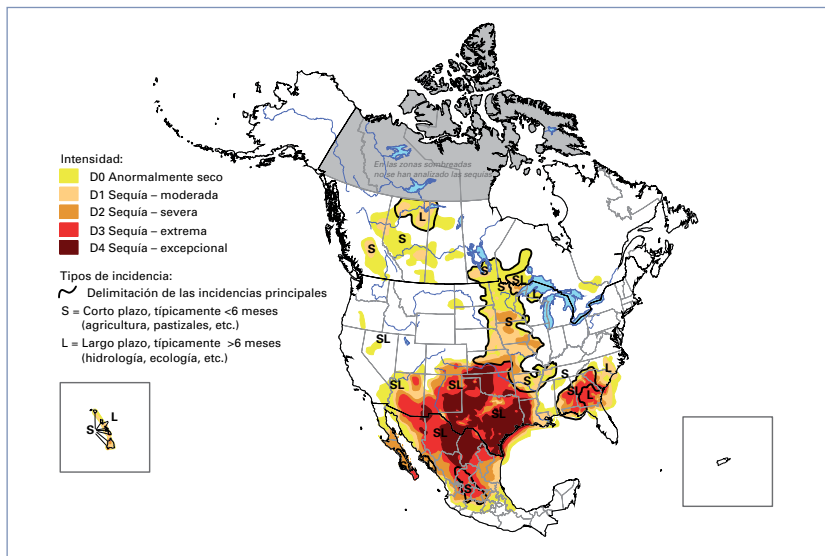 En las zonas sombreadas
no se han analizado las sequías
Intensidad:
D0 Anormalmente seco
D1 Sequía – moderada
D2 Sequía – severa
D3 Sequía – extrema
D4 Sequía – excepcional
Tipos de incidencia:
Delimitación de las incidencias principales
S = Corto plazo, típicamente <6 meses
(agricultura, pastizales, etc.)
L = Largo plazo, típicamente >6 meses
(hidrología, ecología, etc.)
L
S
S
S
S
SL
L
SL
S
SL
SL
S
S
L
SL
L
SL
SL
S
L
S